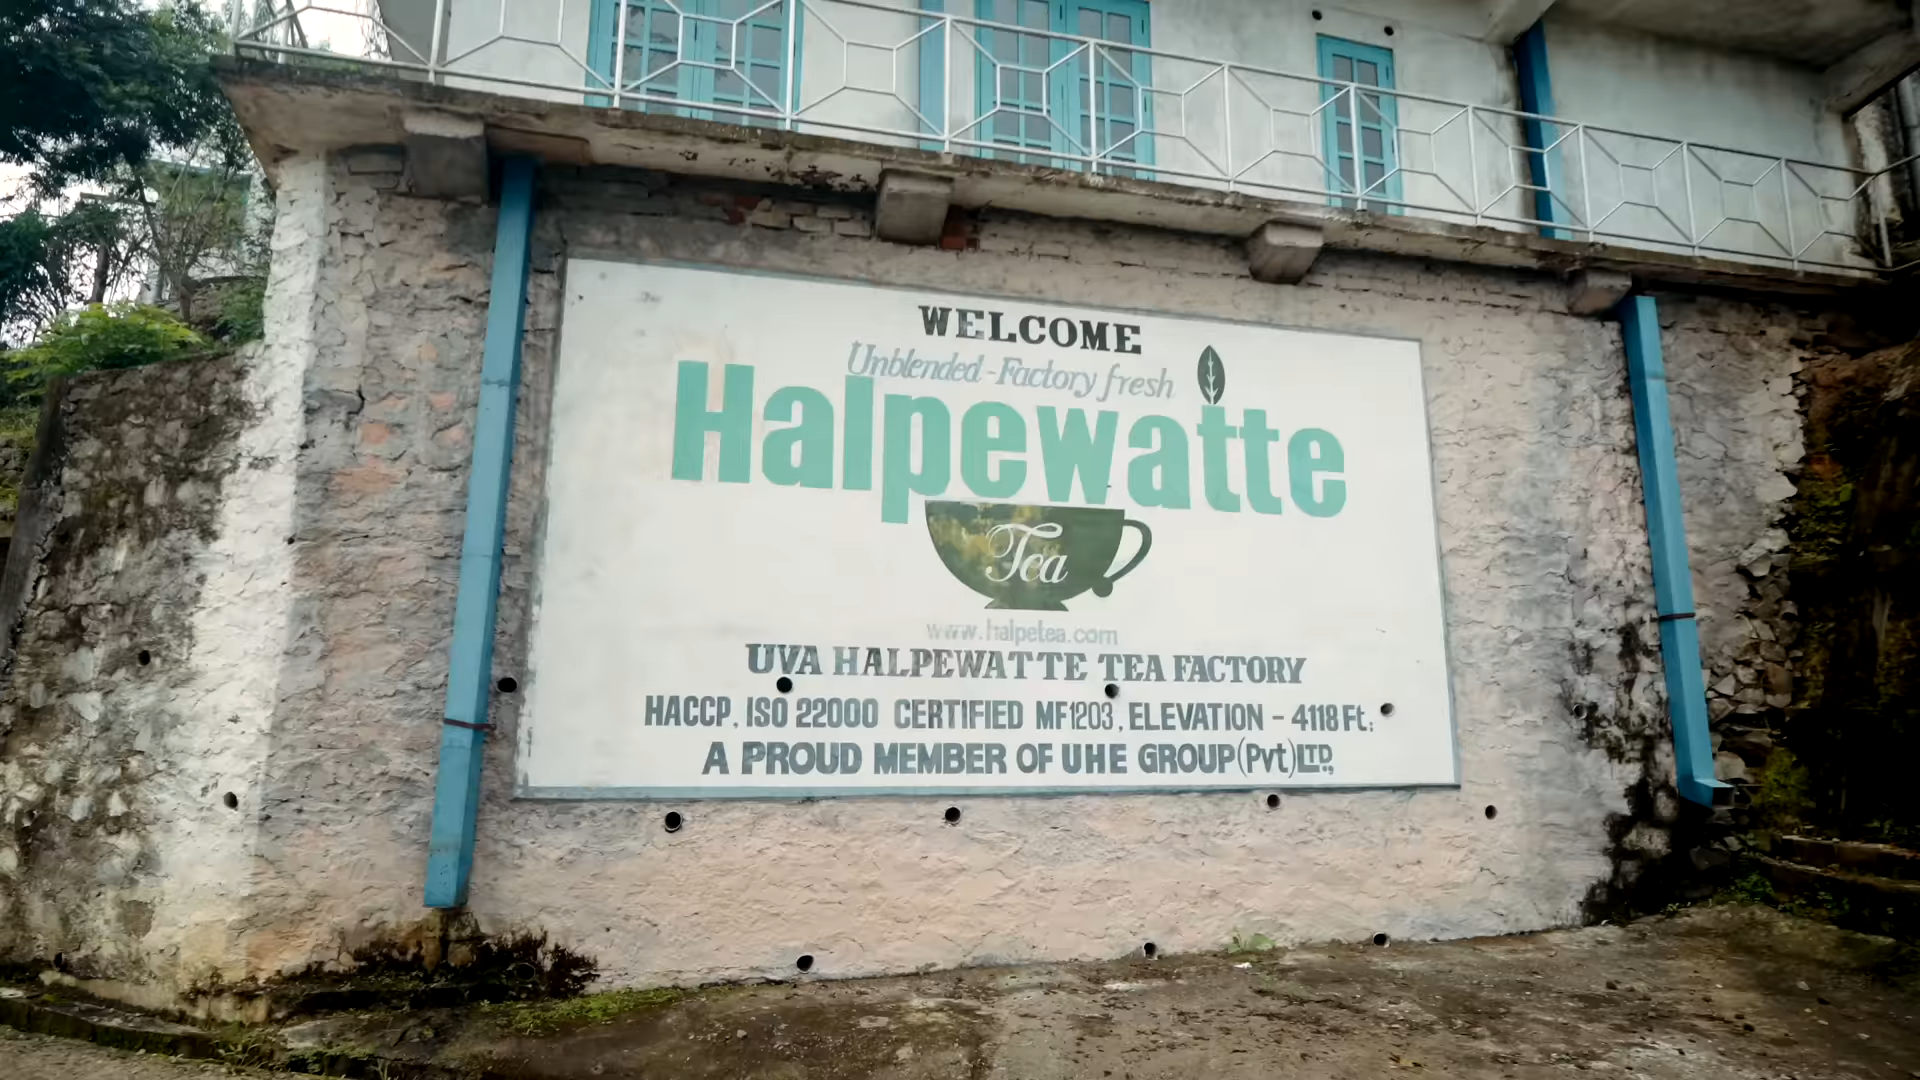 WELCOME
Unblended - Factory fresh
Halpewatte
Tea
www.halpetea.com
UVA HALPEWATTE TEA FACTORY
HACCP, ISO 22000 CERTIFIED MF1203, ELEVATION - 4118 Ft;
A PROUD MEMBER OF UHE GROUP (Pvt) LTD.,